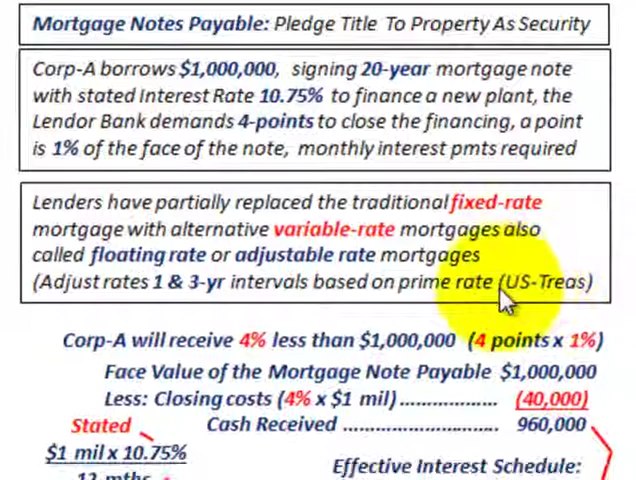 Mortgage Notes Payable: Pledge Title To Property As Security
Corp-A borrows $1,000,000, signing 20-year mortgage note
with stated Interest Rate 10.75% to finance a new plant, the
Lendor Bank demands 4-points to close the financing, a point
is 1% of the face of the note, monthly interest pmts required
Lenders have partially replaced the traditional fixed-rate
mortgage with alternative variable-rate mortgages also
called floating rate or adjustable rate mortgages
(Adjust rates 1 & 3-yr intervals based on prime rate (US-Treas)
Corp-A will receive 4% less than $1,000,000 (4 points x 1%)
Face Value of the Mortgage Note Payable $1,000,000
Less: Closing costs (4% x $1 mil)................... (40,000)
Stated
Cash Received .............................. 960,000
$1 mil x 10.75%
12 mths
Effective Interest Schedule: